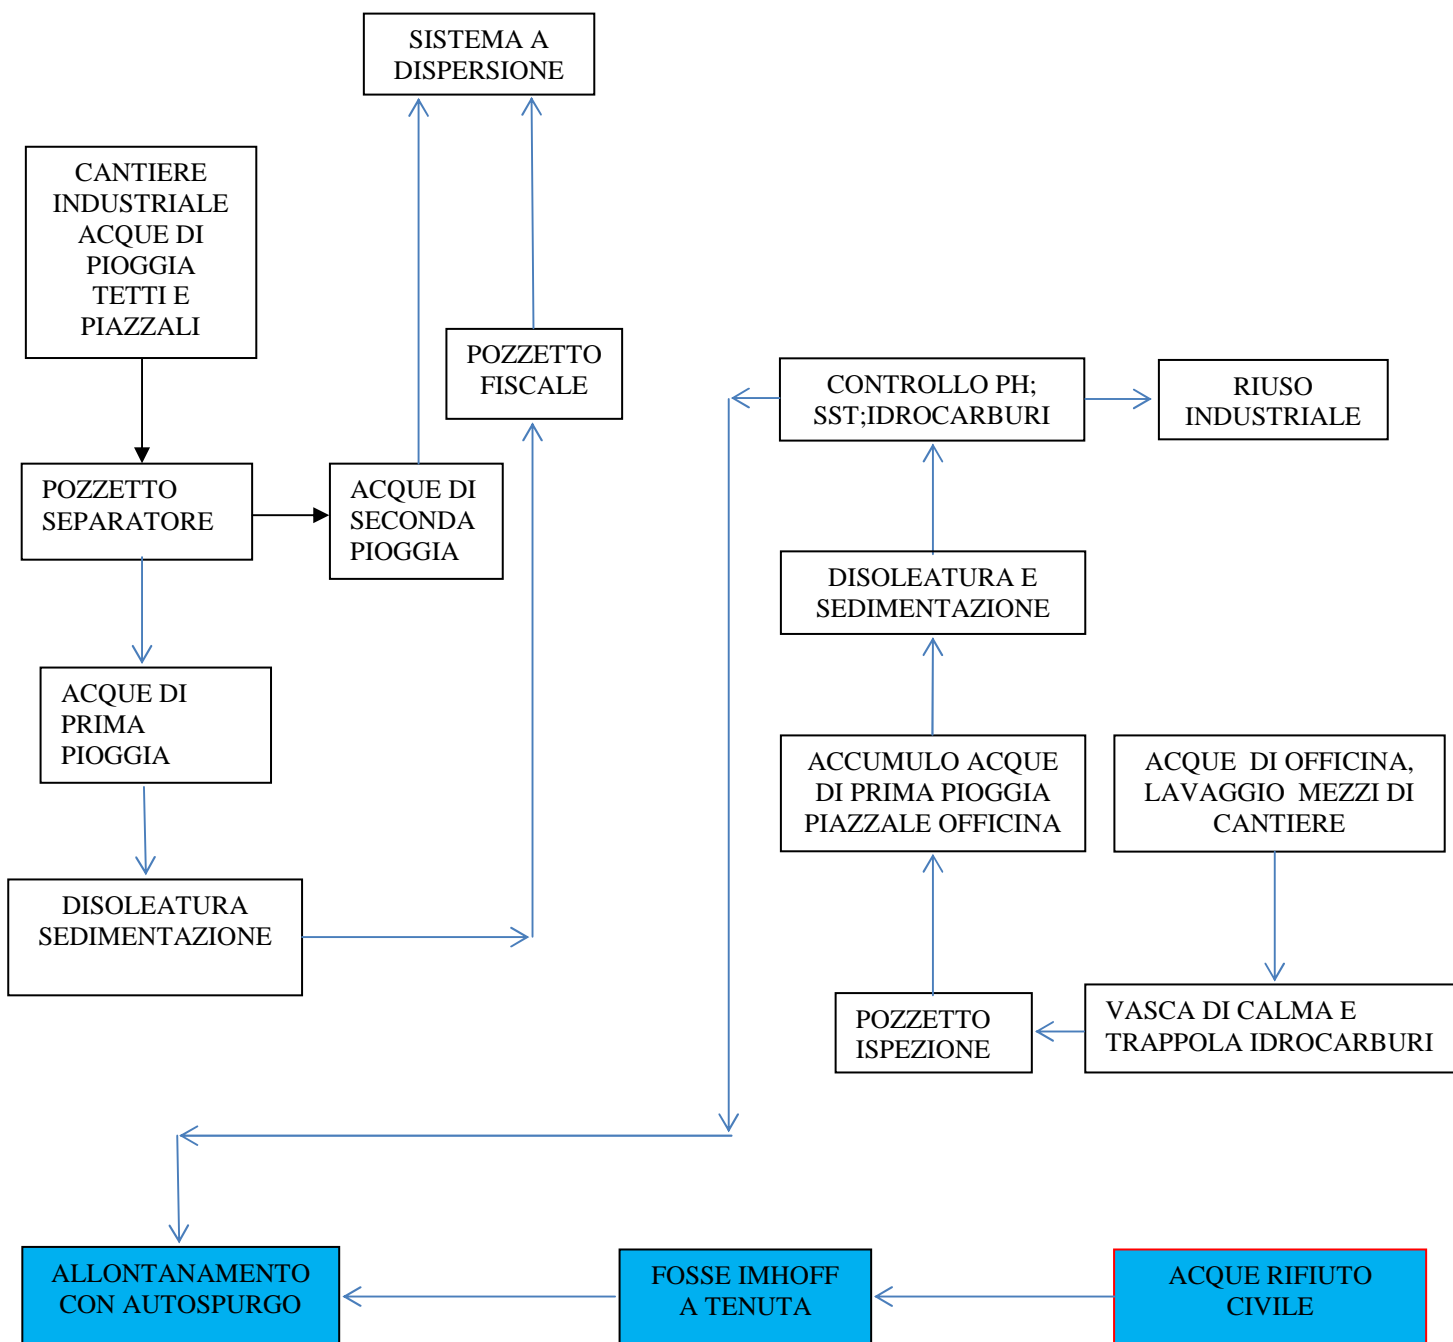 SISTEMA A
DISPERSIONE
CANTIERE
INDUSTRIALE
ACQUE DI
PIOGGIA
TETTI E
PIAZZALI
POZZETTO
FISCALE
CONTROLLO PH;
SST;IDROCARBURI
RIUSO
INDUSTRIALE
POZZETTO
SEPARATORE
ACQUE DI
SECONDA
PIOGGIA
DISOLEATURA E
SEDIMENTAZIONE
ACQUE DI
PRIMA
PIOGGIA
ACCUMULO ACQUE
DI PRIMA PIOGGIA
PIAZZALE OFFICINA
ACQUE DI OFFICINA,
LAVAGGIO MEZZI DI
CANTIERE
DISOLEATURA
SEDIMENTAZIONE
POZZETTO
ISPEZIONE
VASCA DI CALMA E
TRAPPOLA IDROCARBURI
ALLONTANAMENTO
CON AUTOSPURGO
FOSSE IMHOFF
A TENUTA
ACQUE RIFIUTO
CIVILE